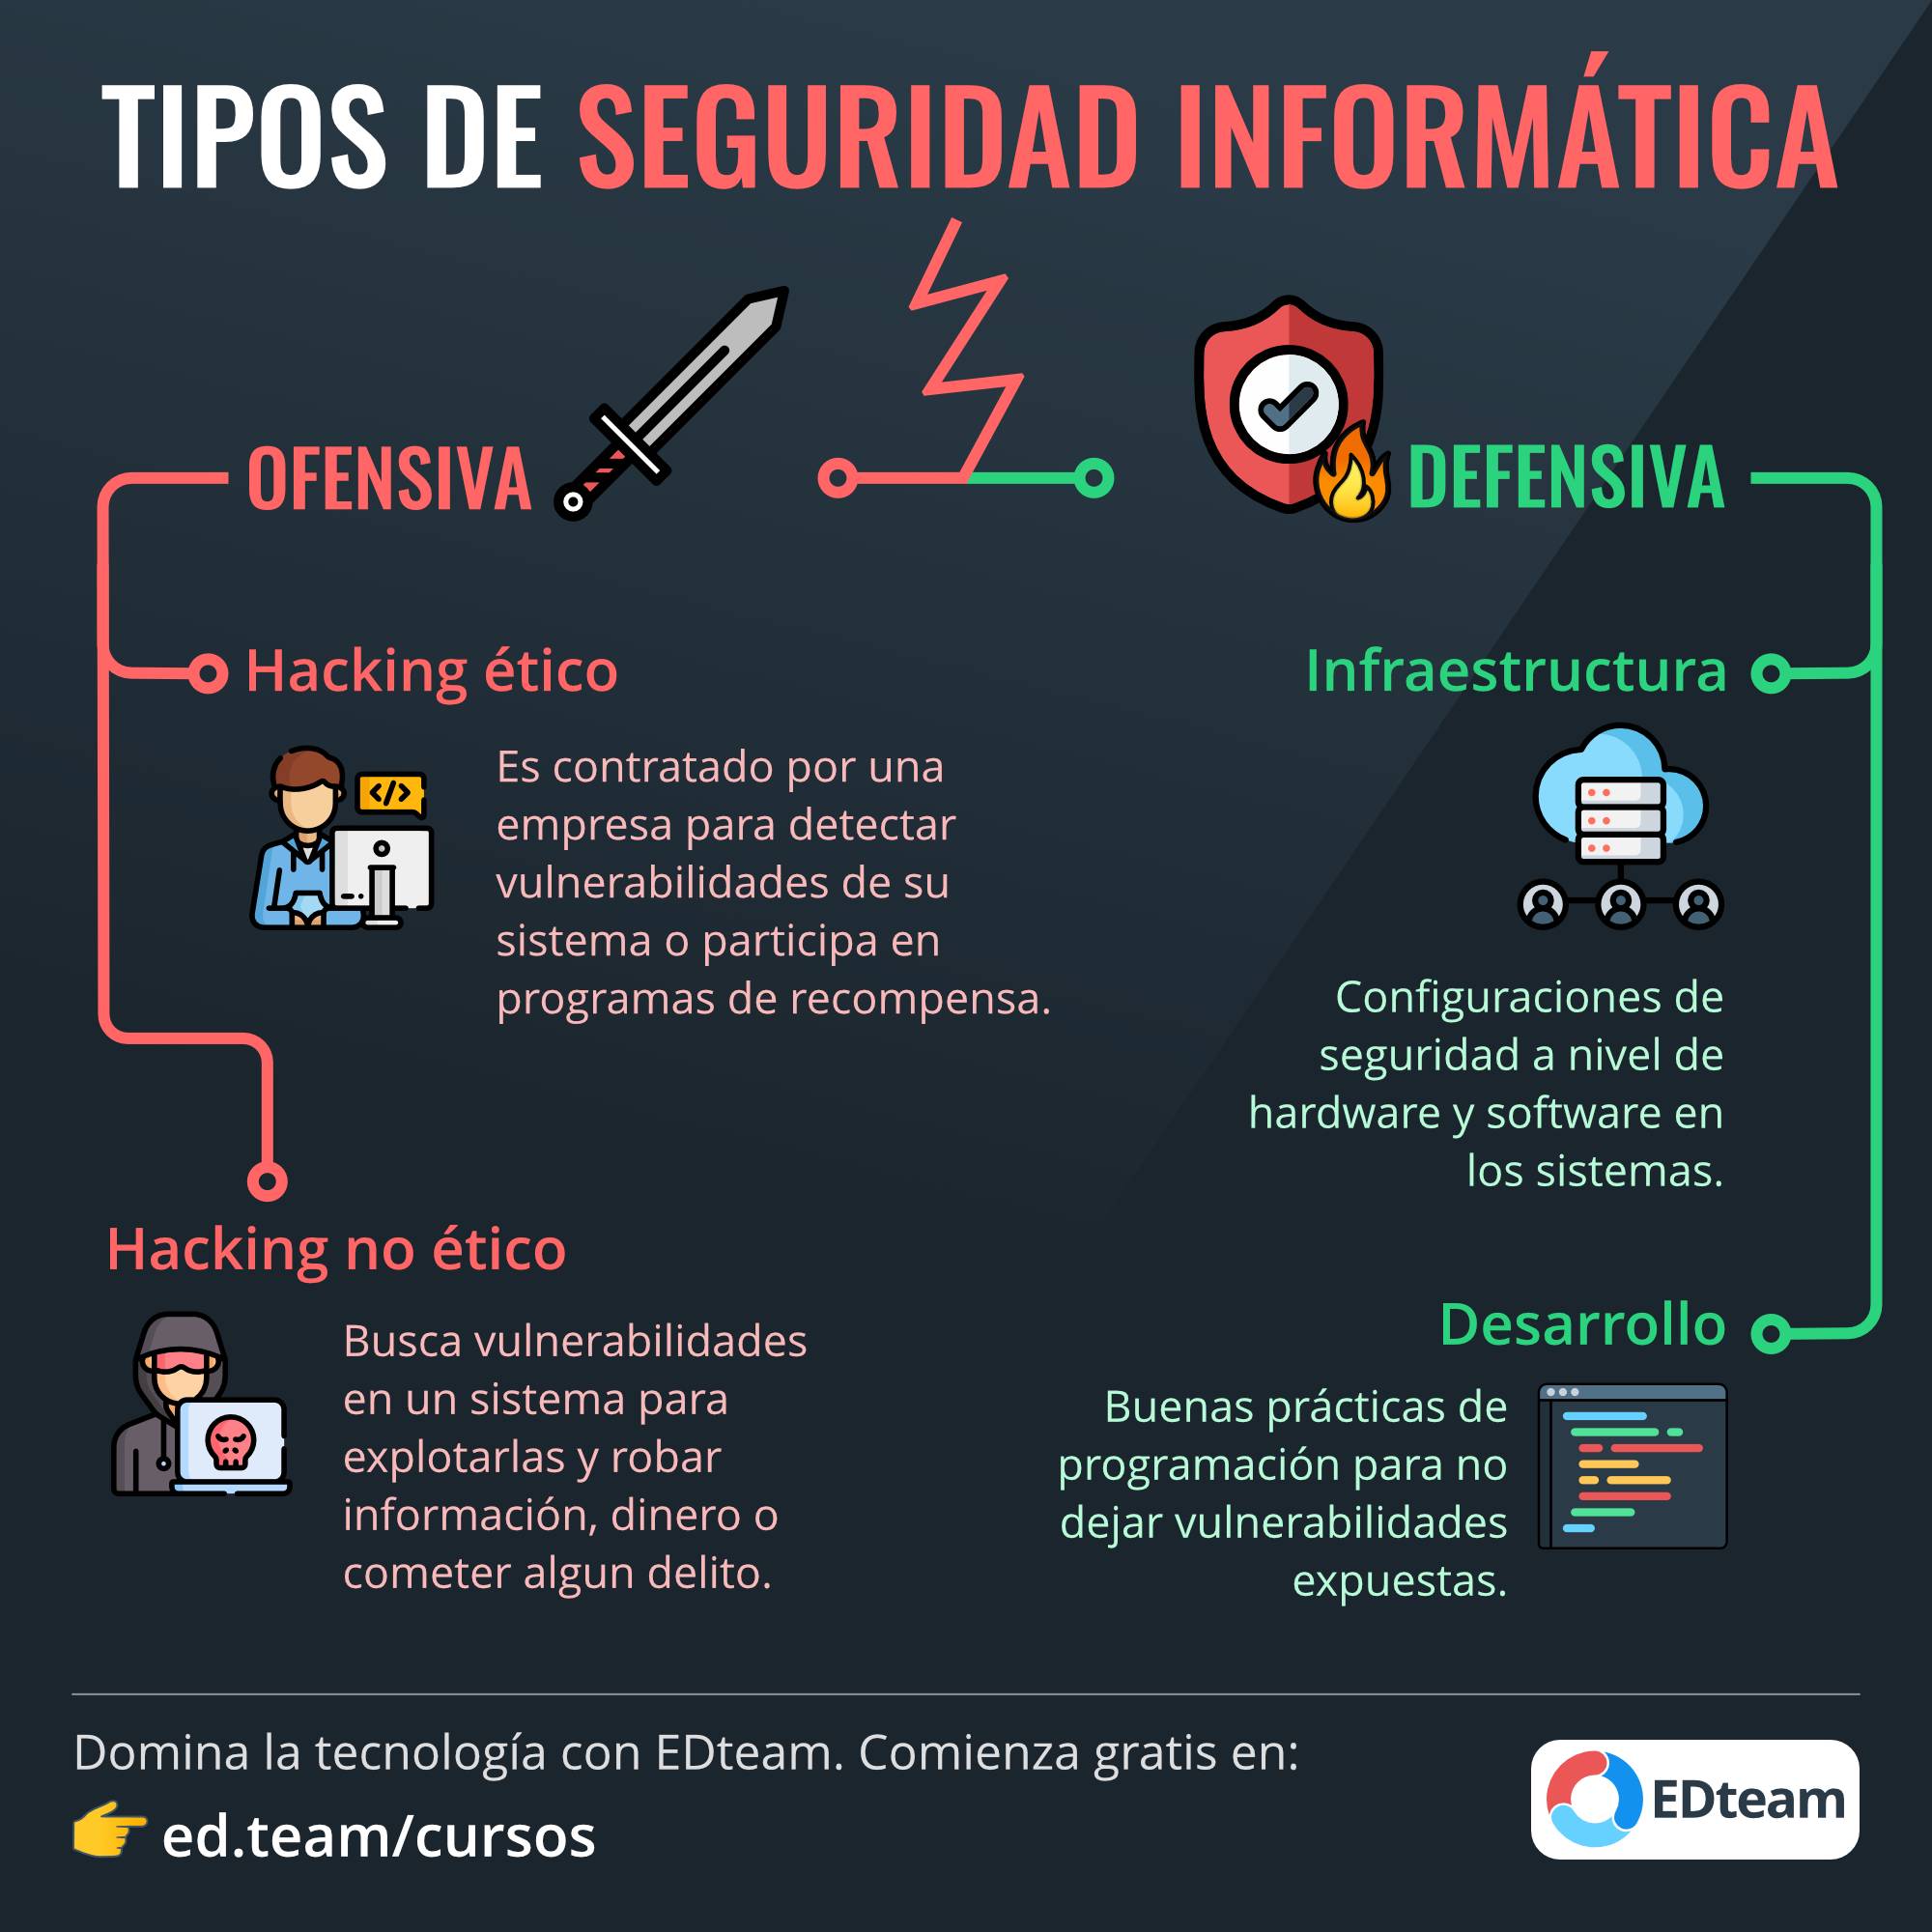 TIPOS DE SEGURIDAD INFORMÁTICA
OFENSIVA
Hacking ético
Es contratado por una
empresa para detectar
vulnerabilidades de su
sistema o participa en
programas de recompensa.
Hacking no ético
Busca vulnerabilidades
en un sistema para
explotarlas y robar
información, dinero o
cometer algun delito.
DEFENSIVA
Infraestructura
Configuraciones de
seguridad a nivel de
hardware y software en
los sistemas.
Desarrollo
Buenas prácticas de
programación para no
dejar vulnerabilidades
expuestas.
Domina la tecnología con EDteam. Comienza gratis en:
ed.team/cursos
EDteam